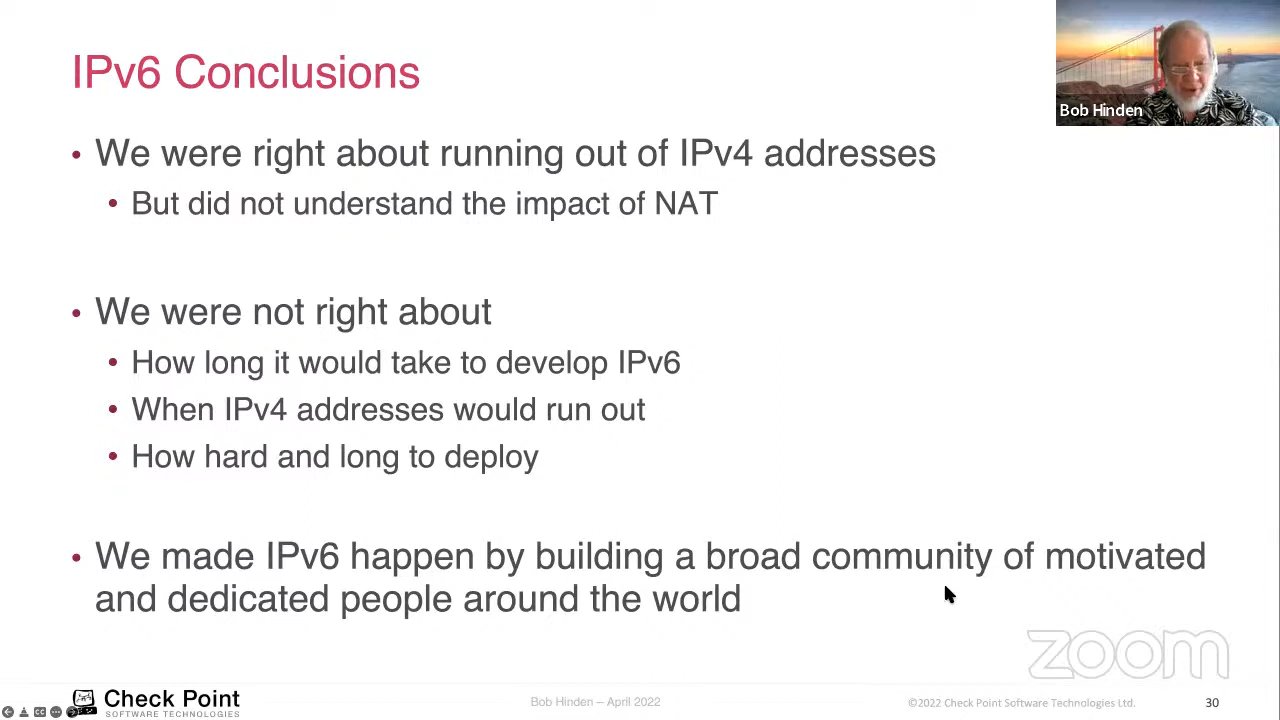 IPv6 Conclusions
Bob Hinden
• We were right about running out of IPv4 addresses
• But did not understand the impact of NAT
• We were not right about
• How long it would take to develop IPv6
• When IPv4 addresses would run out
• How hard and long to deploy
• We made IPv6 happen by building a broad community of motivated
and dedicated people around the world
zoom
Check Point
SOFTWARE TECHNOLOGIES
Bob Hinden – April 2022
©2022 Check Point Software Technologies Ltd.
30